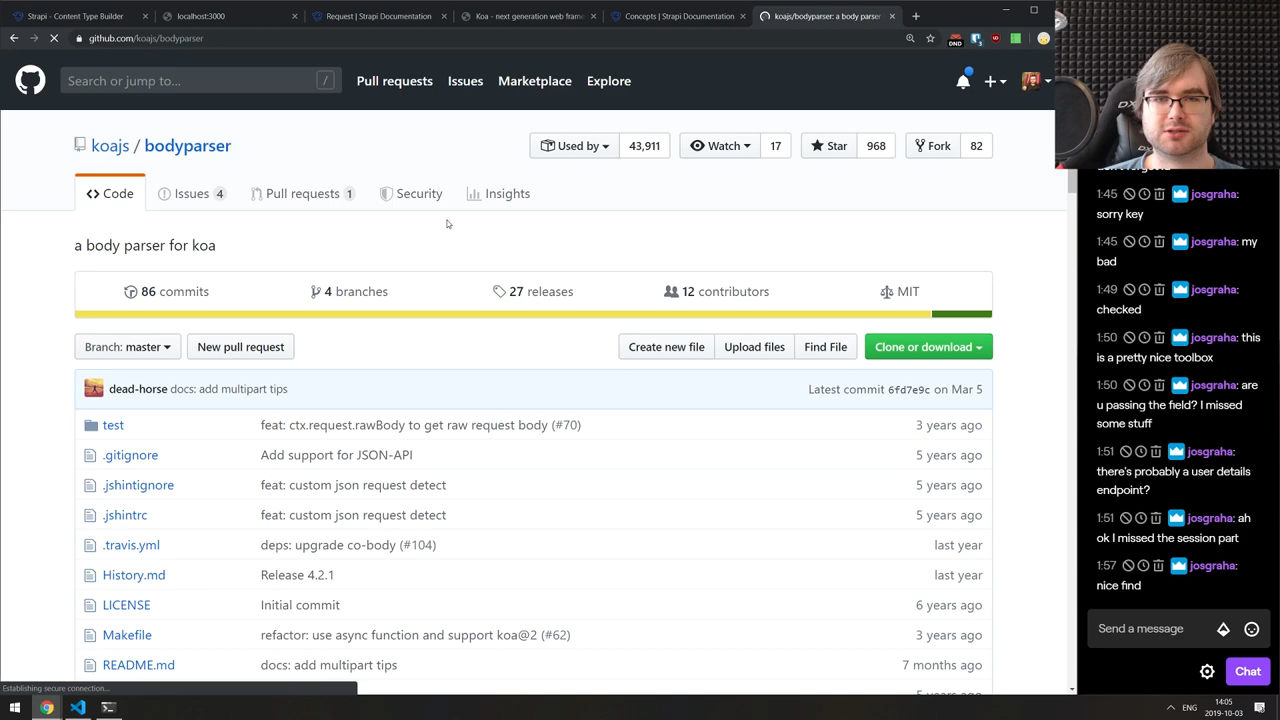 Strapi - Content Type Builder
localhost:3000
Request | Strapi Documentation
Koa - next generation web frame
Concepts | Strapi Documentation
koajs/bodyparser: a body parser
github.com/koajs/bodyparser
DND
Search or jump to...
/
Pull requests
Issues
Marketplace
Explore
koajs / bodyparser
Used by
43,911
Watch
17
Star
968
Fork
82
Code
Issues 4
Pull requests 1
Security
Insights
a body parser for koa
86 commits
4 branches
27 releases
12 contributors
MIT
Branch: master
New pull request
Create new file
Upload files
Find File
Clone or download
dead-horse docs: add multipart tips
Latest commit 6fd7e9c on Mar 5
test
feat: ctx.request.rawBody to get raw request body (#70)
3 years ago
.gitignore
Add support for JSON-API
5 years ago
.jshintignore
feat: custom json request detect
5 years ago
.jshintrc
feat: custom json request detect
5 years ago
.travis.yml
deps: upgrade co-body (#104)
last year
History.md
Release 4.2.1
last year
LICENSE
Initial commit
6 years ago
Makefile
refactor: use async function and support koa@2 (#62)
3 years ago
README.md
docs: add multipart tips
7 months ago
Establishing secure connection...
1:45 josgraha:
sorry key
1:45 josgraha: my
bad
1:49 josgraha:
checked
1:50 josgraha: this
is a pretty nice toolbox
1:50 josgraha: are
u passing the field? I missed
some stuff
1:51 josgraha:
there's probably a user details
endpoint?
1:51 josgraha: ah
ok I missed the session part
1:57 josgraha:
nice find
Send a message
Chat
ENG
14:05
2019-10-03